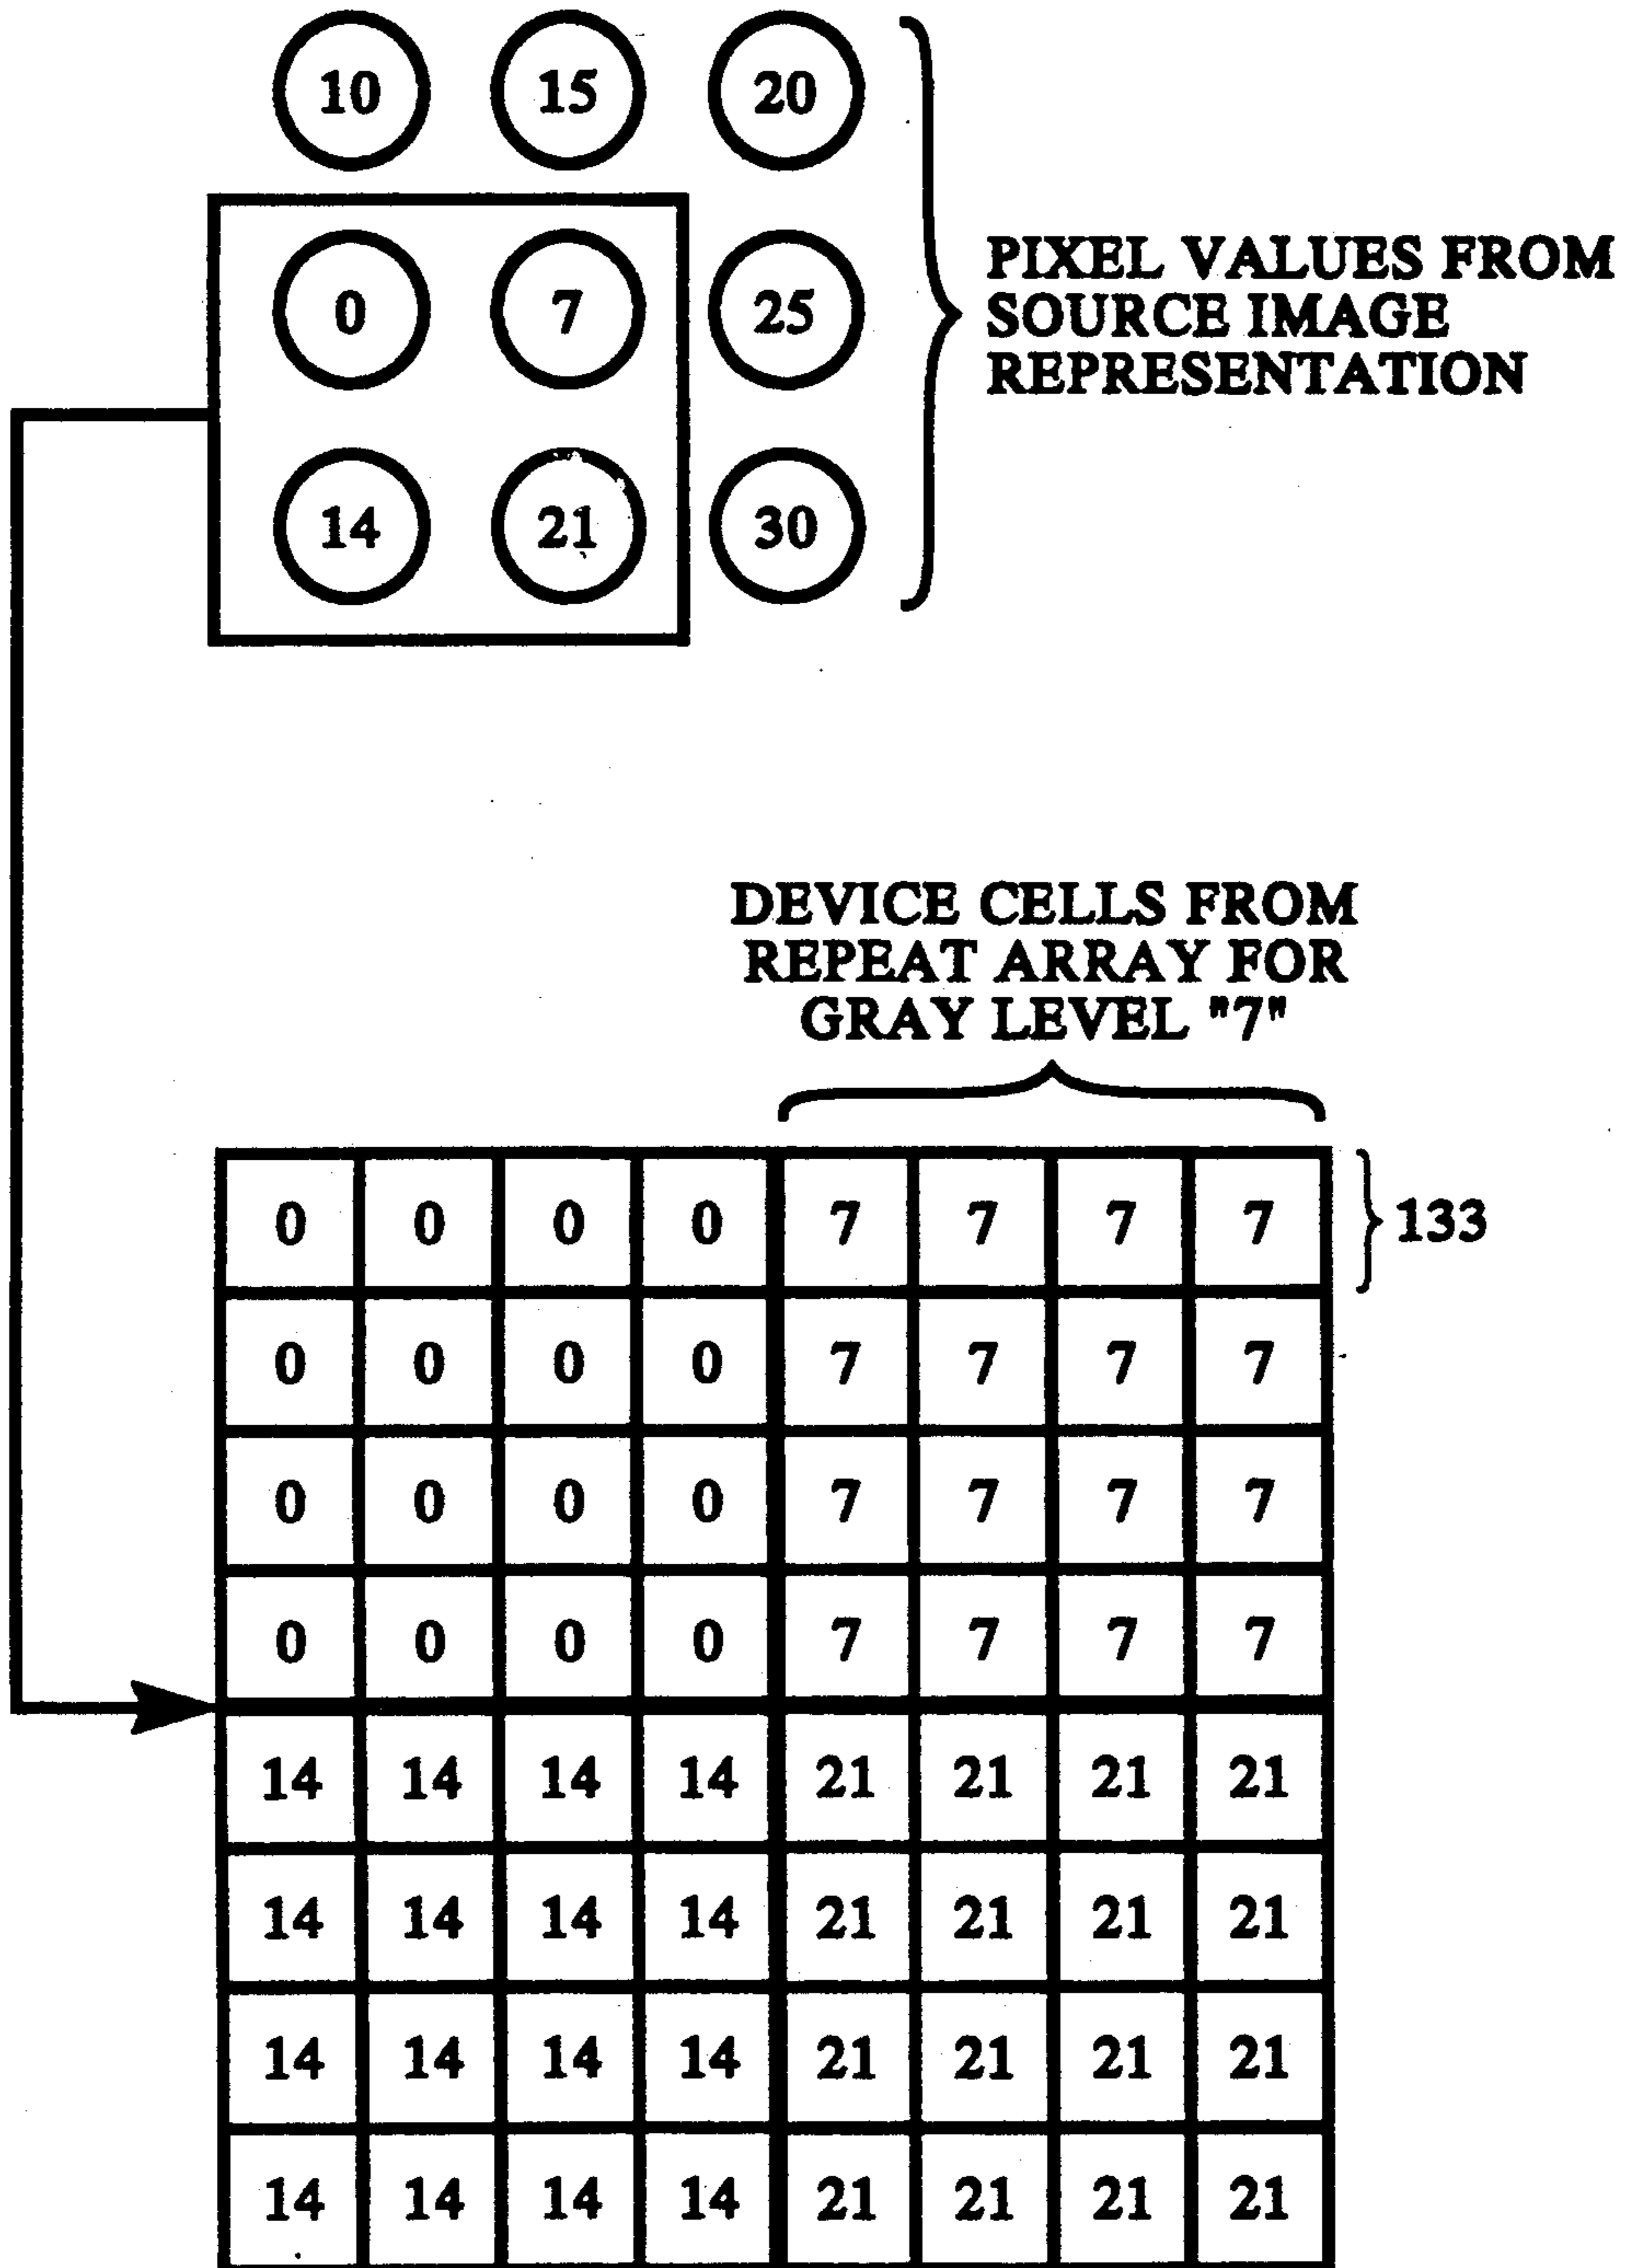 10 15 20
0 7 25
14 21 30
PIXEL VALUES FROM
SOURCE IMAGE
REPRESENTATION
DEVICE CELLS FROM
REPEAT ARRAY FOR
GRAY LEVEL "7"
0 0 0 0 7 7 7 7
133
0 0 0 0 7 7 7 7
0 0 0 0 7 7 7 7
0 0 0 0 7 7 7 7
14 14 14 14 21 21 21 21
14 14 14 14 21 21 21 21
14 14 14 14 21 21 21 21
14 14 14 14 21 21 21 21